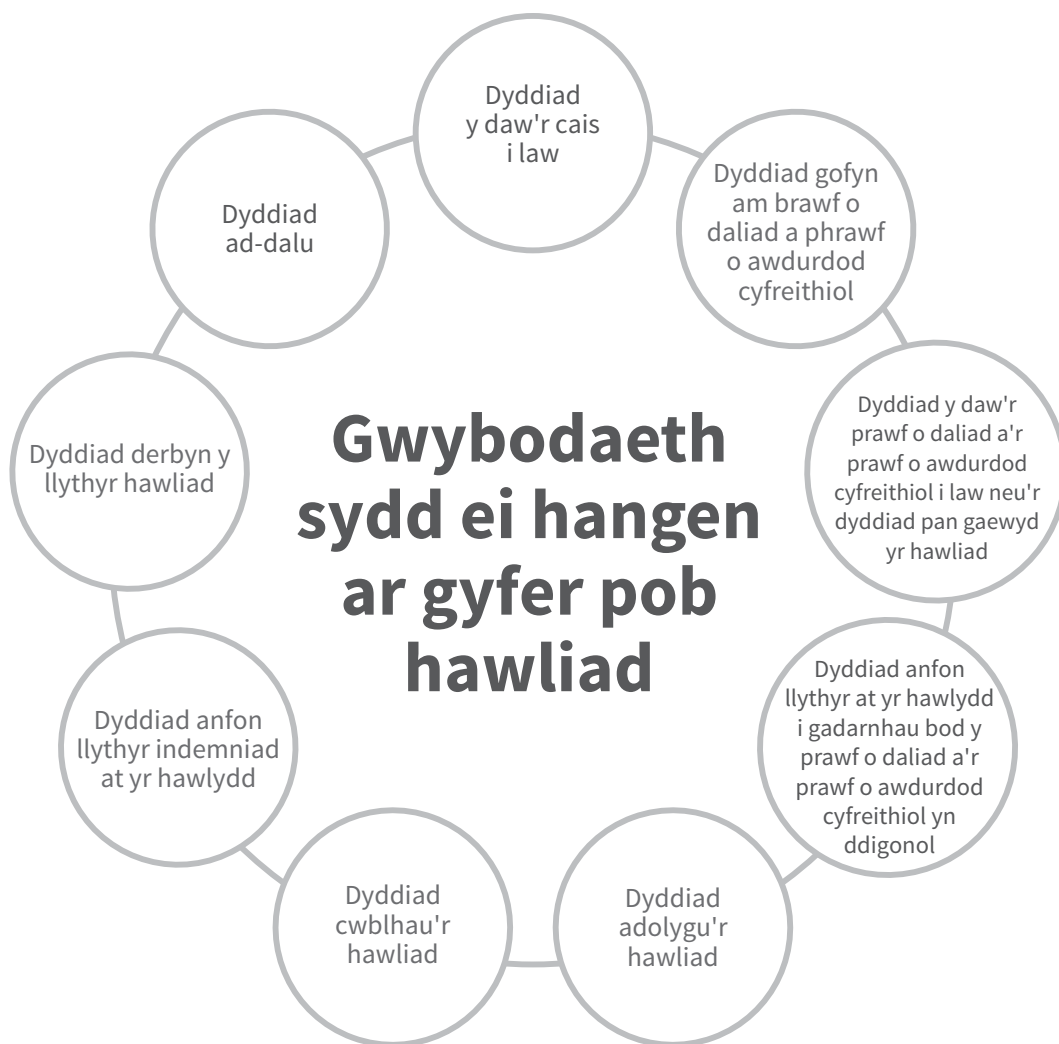 Dyddiad
y daw'r cais
i law
Dyddiad gofyn
am brawf o
daliad a phrawf
o awdurdod
cyfreithiol
Dyddiad y daw'r
prawf o daliad a'r
prawf o awdurdod
cyfreithiol i law neu'r
dyddiad pan gaewyd
yr hawliad
Dyddiad anfon
llythyr at yr hawlydd
i gadarnhau bod y
prawf o daliad a'r
prawf o awdurdod
cyfreithiol yn
ddigonol
Dyddiad
adolygu'r
hawliad
Dyddiad
cwblhau'r
hawliad
Dyddiad anfon
llythyr indemniad
at yr hawlydd
Dyddiad derbyn y
llythyr hawliad
Dyddiad
ad-dalu
Gwybodaeth
sydd ei hangen
ar gyfer pob
hawliad